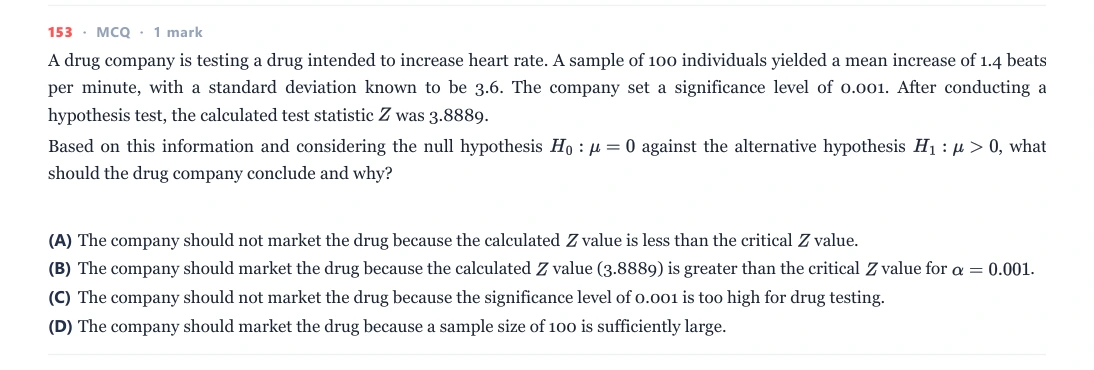 153 · MCQ · 1 mark
A drug company is testing a drug intended to increase heart rate. A sample of 100 individuals yielded a mean increase of 1.4 beats
per minute, with a standard deviation known to be 3.6. The company set a significance level of 0.001. After conducting a
hypothesis test, the calculated test statistic Z was 3.8889.
Based on this information and considering the null hypothesis H₀ : μ = 0 against the alternative hypothesis H₁ : μ > 0, what
should the drug company conclude and why?
(A) The company should not market the drug because the calculated Z value is less than the critical Z value.
(B) The company should market the drug because the calculated Z value (3.8889) is greater than the critical Z value for α = 0.001.
(C) The company should not market the drug because the significance level of 0.001 is too high for drug testing.
(D) The company should market the drug because a sample size of 100 is sufficiently large.